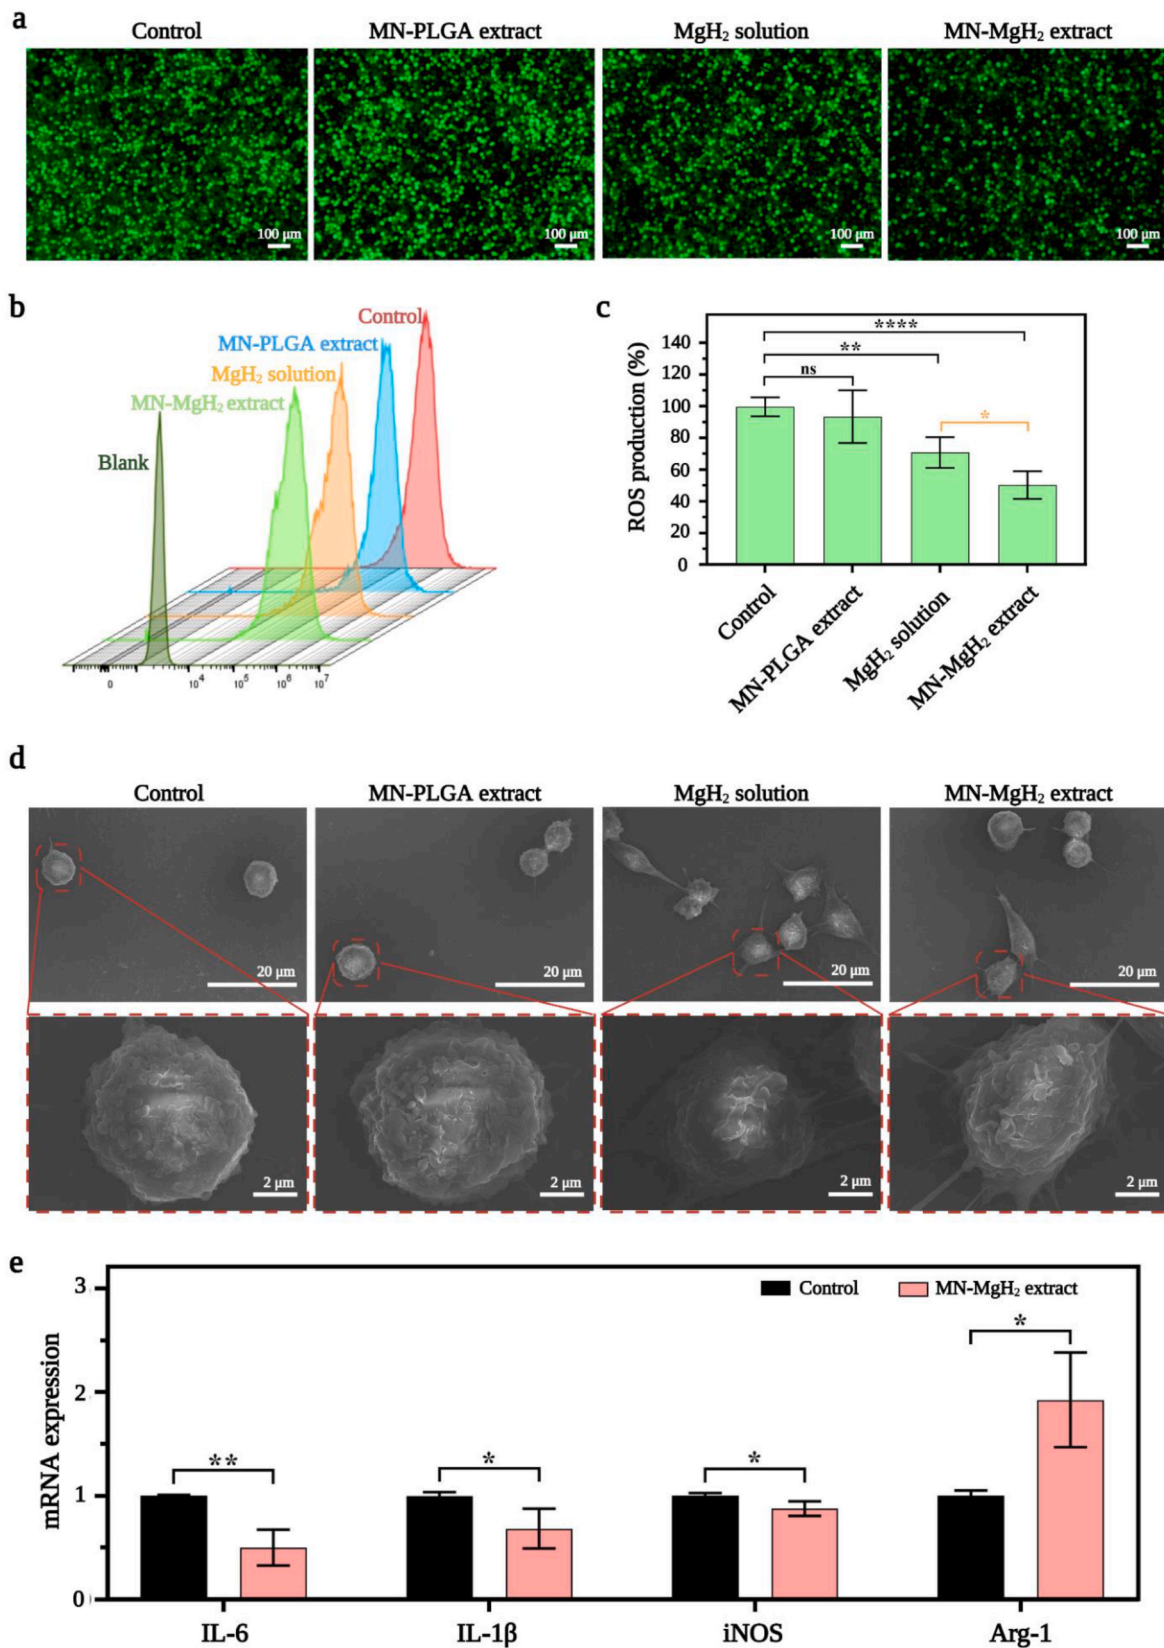 a
Control
MN-PLGA extract
MgH₂ solution
MN-MgH₂ extract
100 μm
100 μm
100 μm
100 μm
b
Control
MN-PLGA extract
MgH₂ solution
MN-MgH₂ extract
Blank
0
10⁴
10⁵
10⁶
10⁷
c
ROS production (%)
140
120
100
80
60
40
20
0
****
**
ns
*
Control
MN-PLGA extract
MgH₂ solution
MN-MgH₂ extract
d
Control
MN-PLGA extract
MgH₂ solution
MN-MgH₂ extract
20 μm
20 μm
20 μm
20 μm
2 μm
2 μm
2 μm
2 μm
e
mRNA expression
3
2
1
0
Control
MN-MgH₂ extract
**
*
*
*
IL-6
IL-1β
iNOS
Arg-1